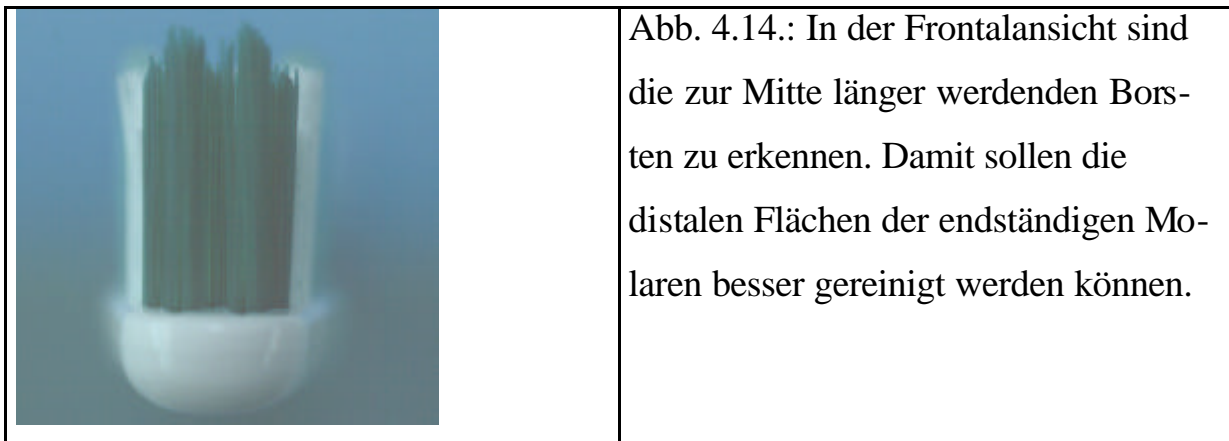 Abb. 4.14.: In der Frontalansicht sind
die zur Mitte länger werdenden Bors-
ten zu erkennen. Damit sollen die
distalen Flächen der endständigen Mo-
laren besser gereinigt werden können.